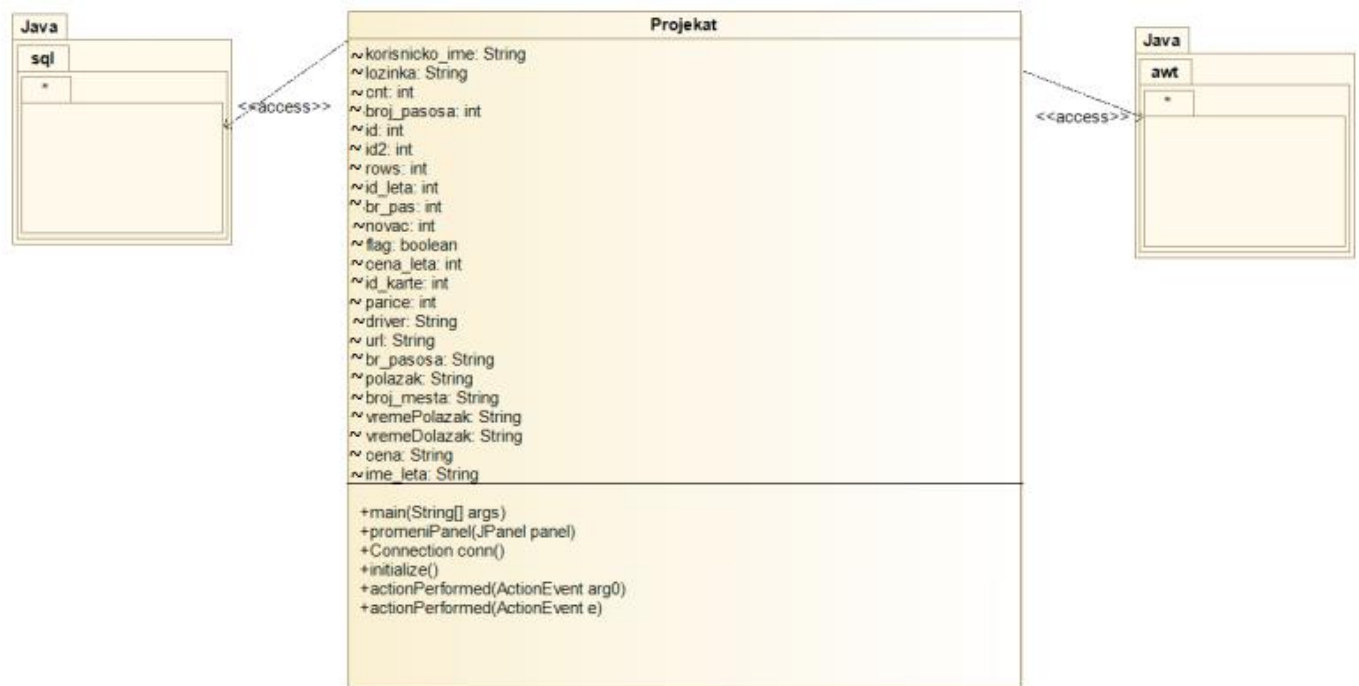 Java
sql
*
<<access>>
Projekat
~korisnicko_ime: String
~lozinka: String
~cnt: int
~broj_pasosa: int
~id: int
~id2: int
~rows: int
~id_leta: int
~br_pas: int
~novac: int
~flag: boolean
~cena_leta: int
~id_karte: int
~parice: int
~driver: String
~url: String
~br_pasosa: String
~polazak: String
~broj_mesta: String
~vremePolazak: String
~vremeDolazak: String
~cena: String
~ime_leta: String
+main(String[] args)
+promeniPanel(JPanel panel)
+Connection conn()
+initialize()
+actionPerformed(ActionEvent arg0)
+actionPerformed(ActionEvent e)
Java
awt
*
<<access>>